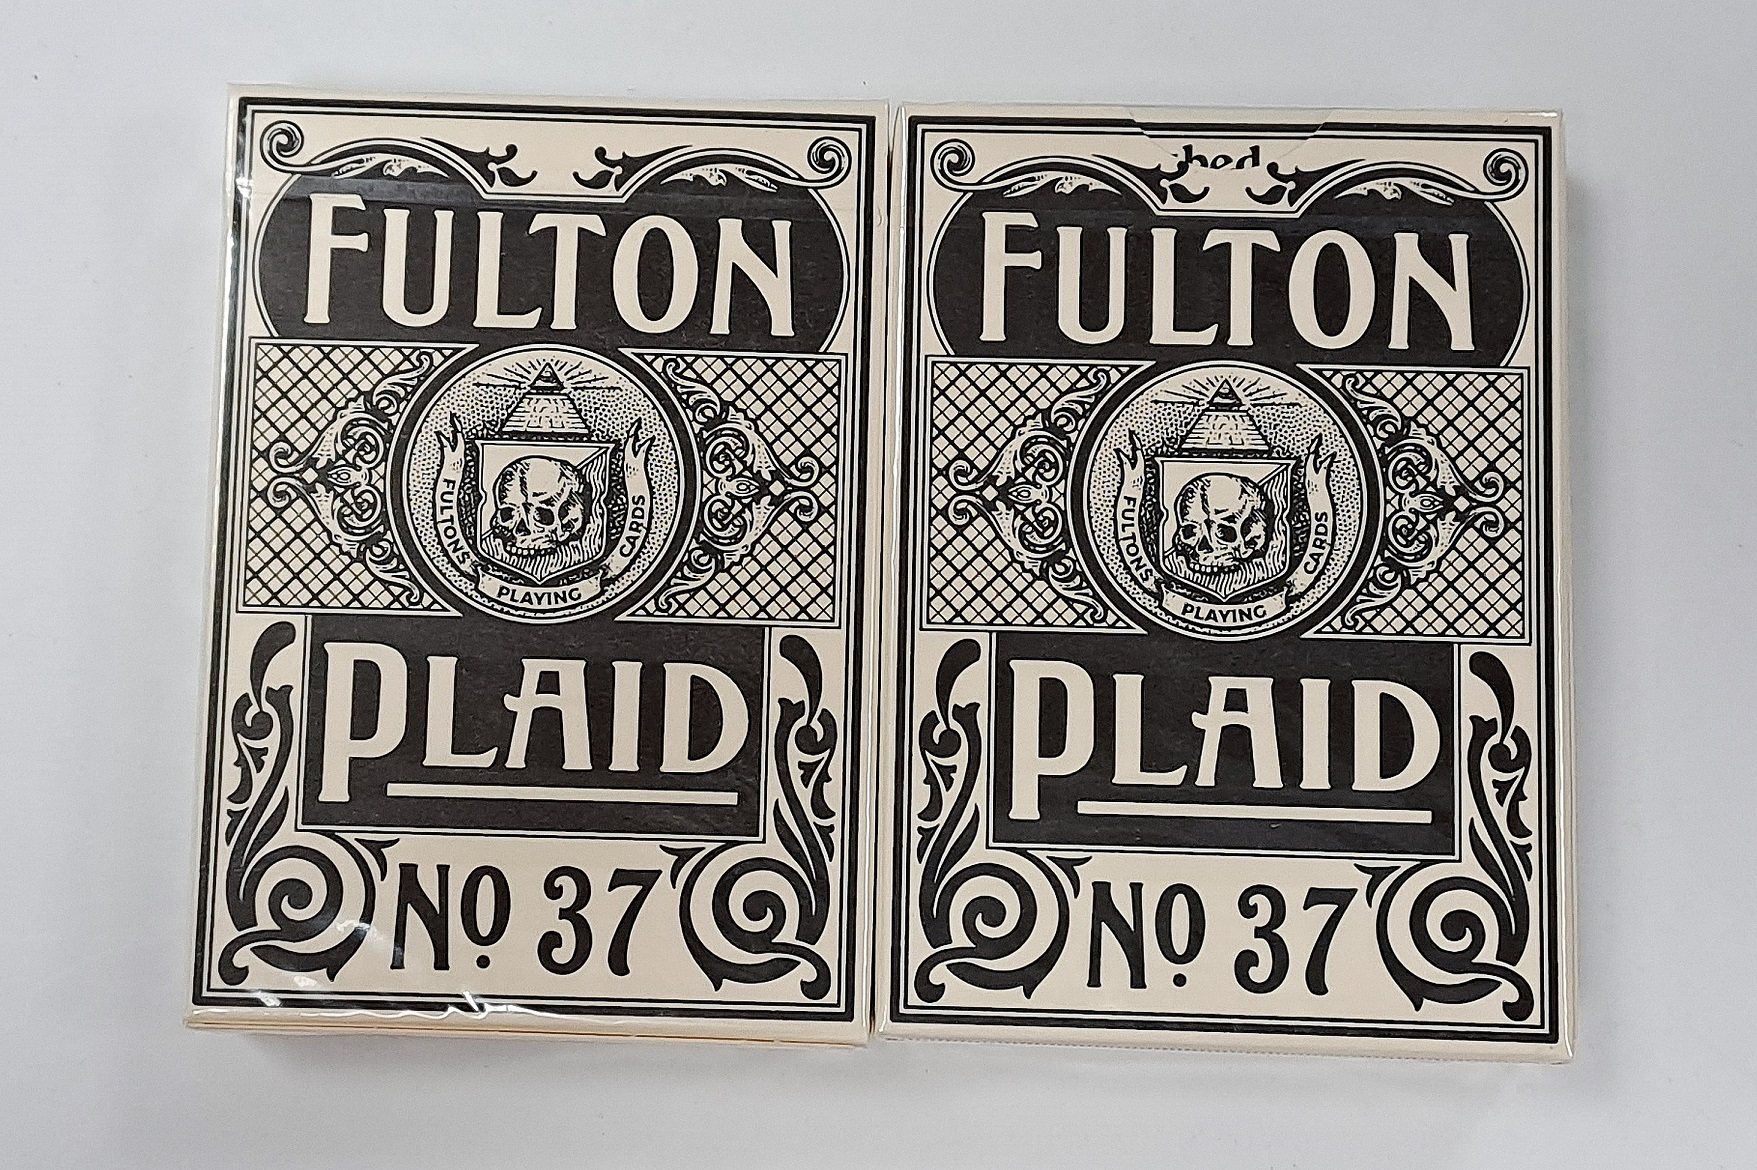 FULTON
FULTONS PLAYING CARDS
PLAID
No. 37
FULTON
FULTONS PLAYING CARDS
PLAID
No. 37